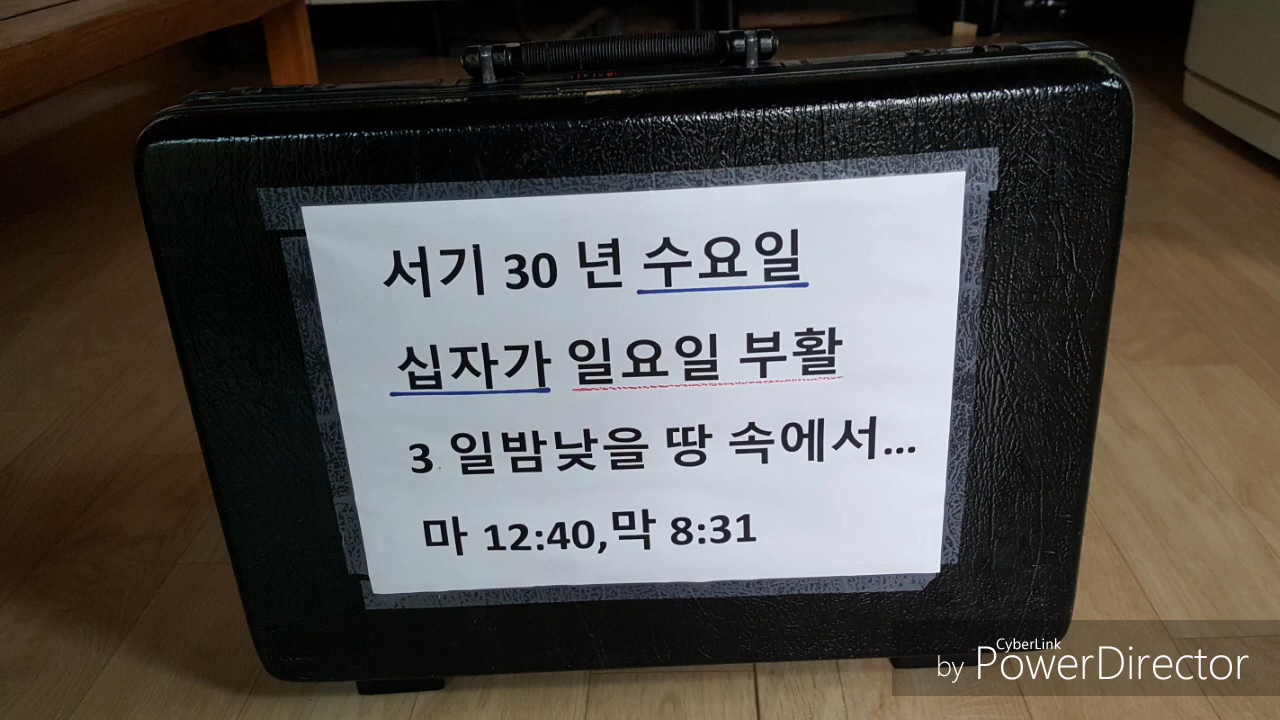 서기 30 년 수요일
십자가 일요일 부활
3 일밤낮을 땅 속에서...
마 12:40,막 8:31
CyberLink
by PowerDirector